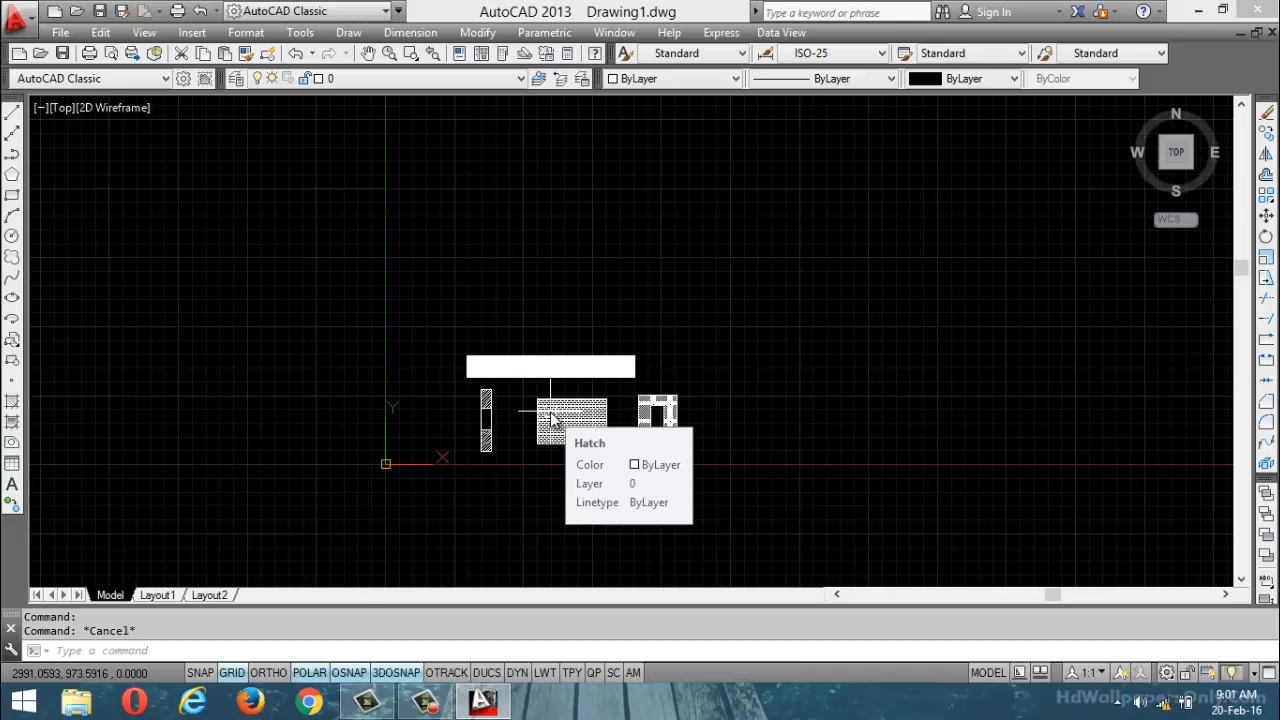 AutoCAD Classic
AutoCAD 2013 Drawing1.dwg
Type a keyword or phrase
Sign In
File Edit View Insert Format Tools Draw Dimension Modify Parametric Window Help Express Data View
Standard ISO-25 Standard Standard
AutoCAD Classic 0 ByLayer ByLayer ByLayer ByColor
[−][Top][2D Wireframe]
N
W TOP E
S
WCS
Y
X
Hatch
Color ByLayer
Layer 0
Linetype ByLayer
A
Model Layout1 Layout2
Command:
Command: *Cancel*
Type a command
2991.0593, 973.5916, 0.0000 SNAP GRID ORTHO POLAR OSNAP 3DOSNAP OTRACK DUCS DYN LWT TPY QP SC AM MODEL 1:1
HdWallpapersOnly.com
9:01 AM
20-Feb-16